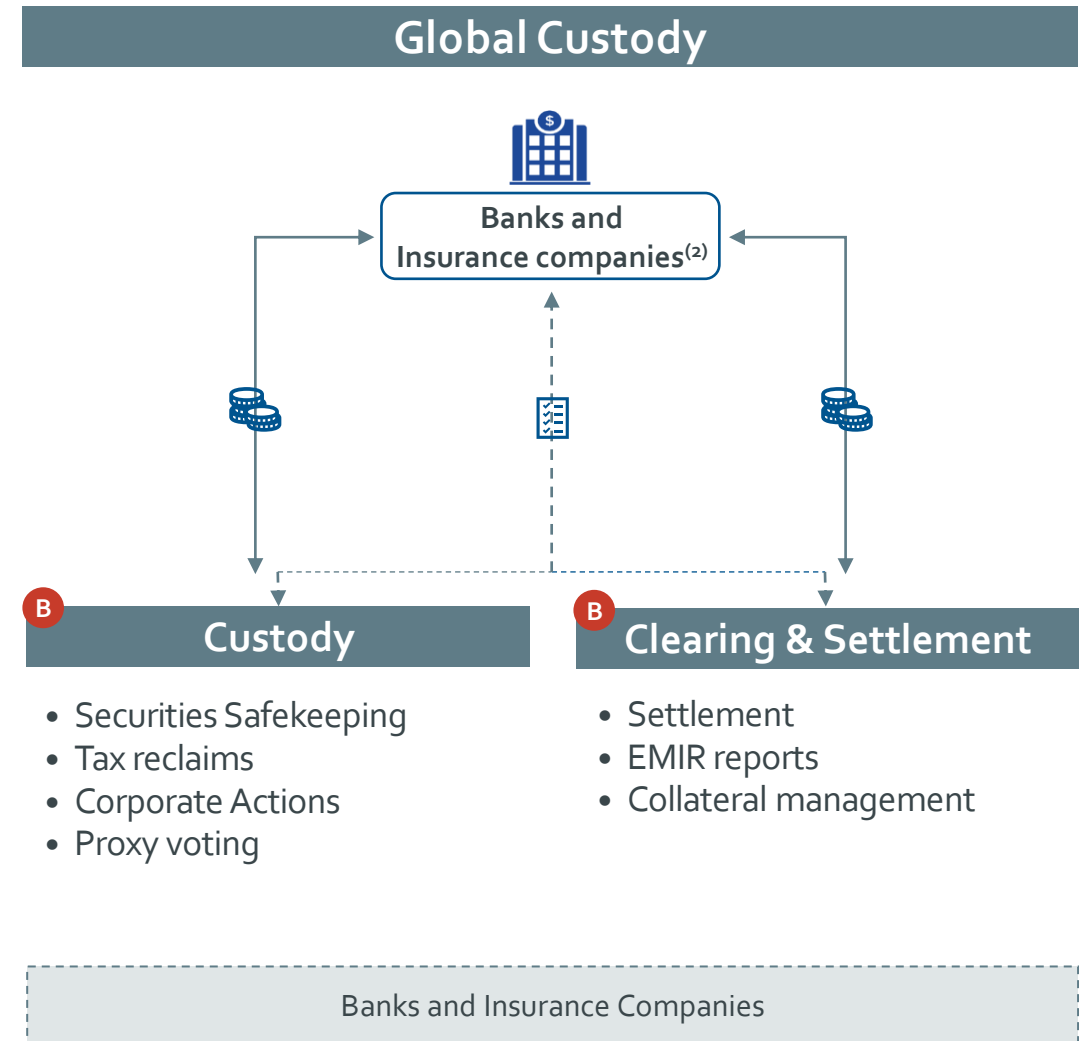 Global Custody
$
Banks and
Insurance companies(2)
B
Custody
• Securities Safekeeping
• Tax reclaims
• Corporate Actions
• Proxy voting
B
Clearing & Settlement
• Settlement
• EMIR reports
• Collateral management
Banks and Insurance Companies